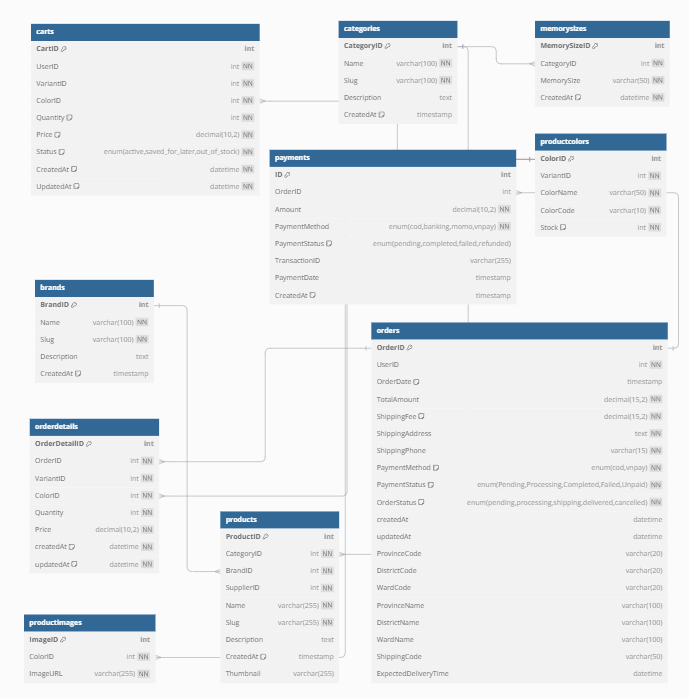 carts
CartID int
UserID int NN
VariantID int NN
ColorID int NN
Quantity int NN
Price decimal(10,2) NN
Status enum(active,saved_for_later,out_of_stock) NN
CreatedAt datetime NN
UpdatedAt datetime NN
categories
CategoryID int
Name varchar(100) NN
Slug varchar(100) NN
Description text
CreatedAt timestamp
memorysizes
MemorySizeID int
CategoryID int NN
MemorySize varchar(50) NN
CreatedAt datetime NN
productcolors
ColorID int
VariantID int NN
ColorName varchar(50) NN
ColorCode varchar(10) NN
Stock int NN
payments
ID int
OrderID int
Amount decimal(10,2) NN
PaymentMethod enum(cod,banking,momo,vnpay) NN
PaymentStatus enum(pending,completed,failed,refunded)
TransactionID varchar(255)
PaymentDate timestamp
CreatedAt timestamp
brands
BrandID int
Name varchar(100) NN
Slug varchar(100) NN
Description text
CreatedAt timestamp
orders
OrderID int
UserID int NN
OrderDate timestamp
TotalAmount decimal(15,2) NN
ShippingFee decimal(15,2) NN
ShippingAddress text NN
ShippingPhone varchar(15) NN
PaymentMethod enum(cod,vnpay) NN
PaymentStatus enum(Pending,Processing,Completed,Failed,Unpaid) NN
OrderStatus enum(pending,processing,shipping,delivered,cancelled) NN
createdAt datetime
updatedAt datetime
ProvinceCode varchar(20)
DistrictCode varchar(20)
WardCode varchar(20)
ProvinceName varchar(100)
DistrictName varchar(100)
WardName varchar(100)
ShippingCode varchar(50)
ExpectedDeliveryTime datetime
orderdetails
OrderDetailID int
OrderID int NN
VariantID int NN
ColorID int NN
Quantity int NN
Price decimal(10,2) NN
createdAt datetime NN
updatedAt datetime NN
products
ProductID int
CategoryID int NN
BrandID int NN
SupplierID int NN
Name varchar(255) NN
Slug varchar(255) NN
Description text
CreatedAt timestamp
Thumbnail varchar(255)
productimages
ImageID int
ColorID int NN
ImageURL varchar(255) NN